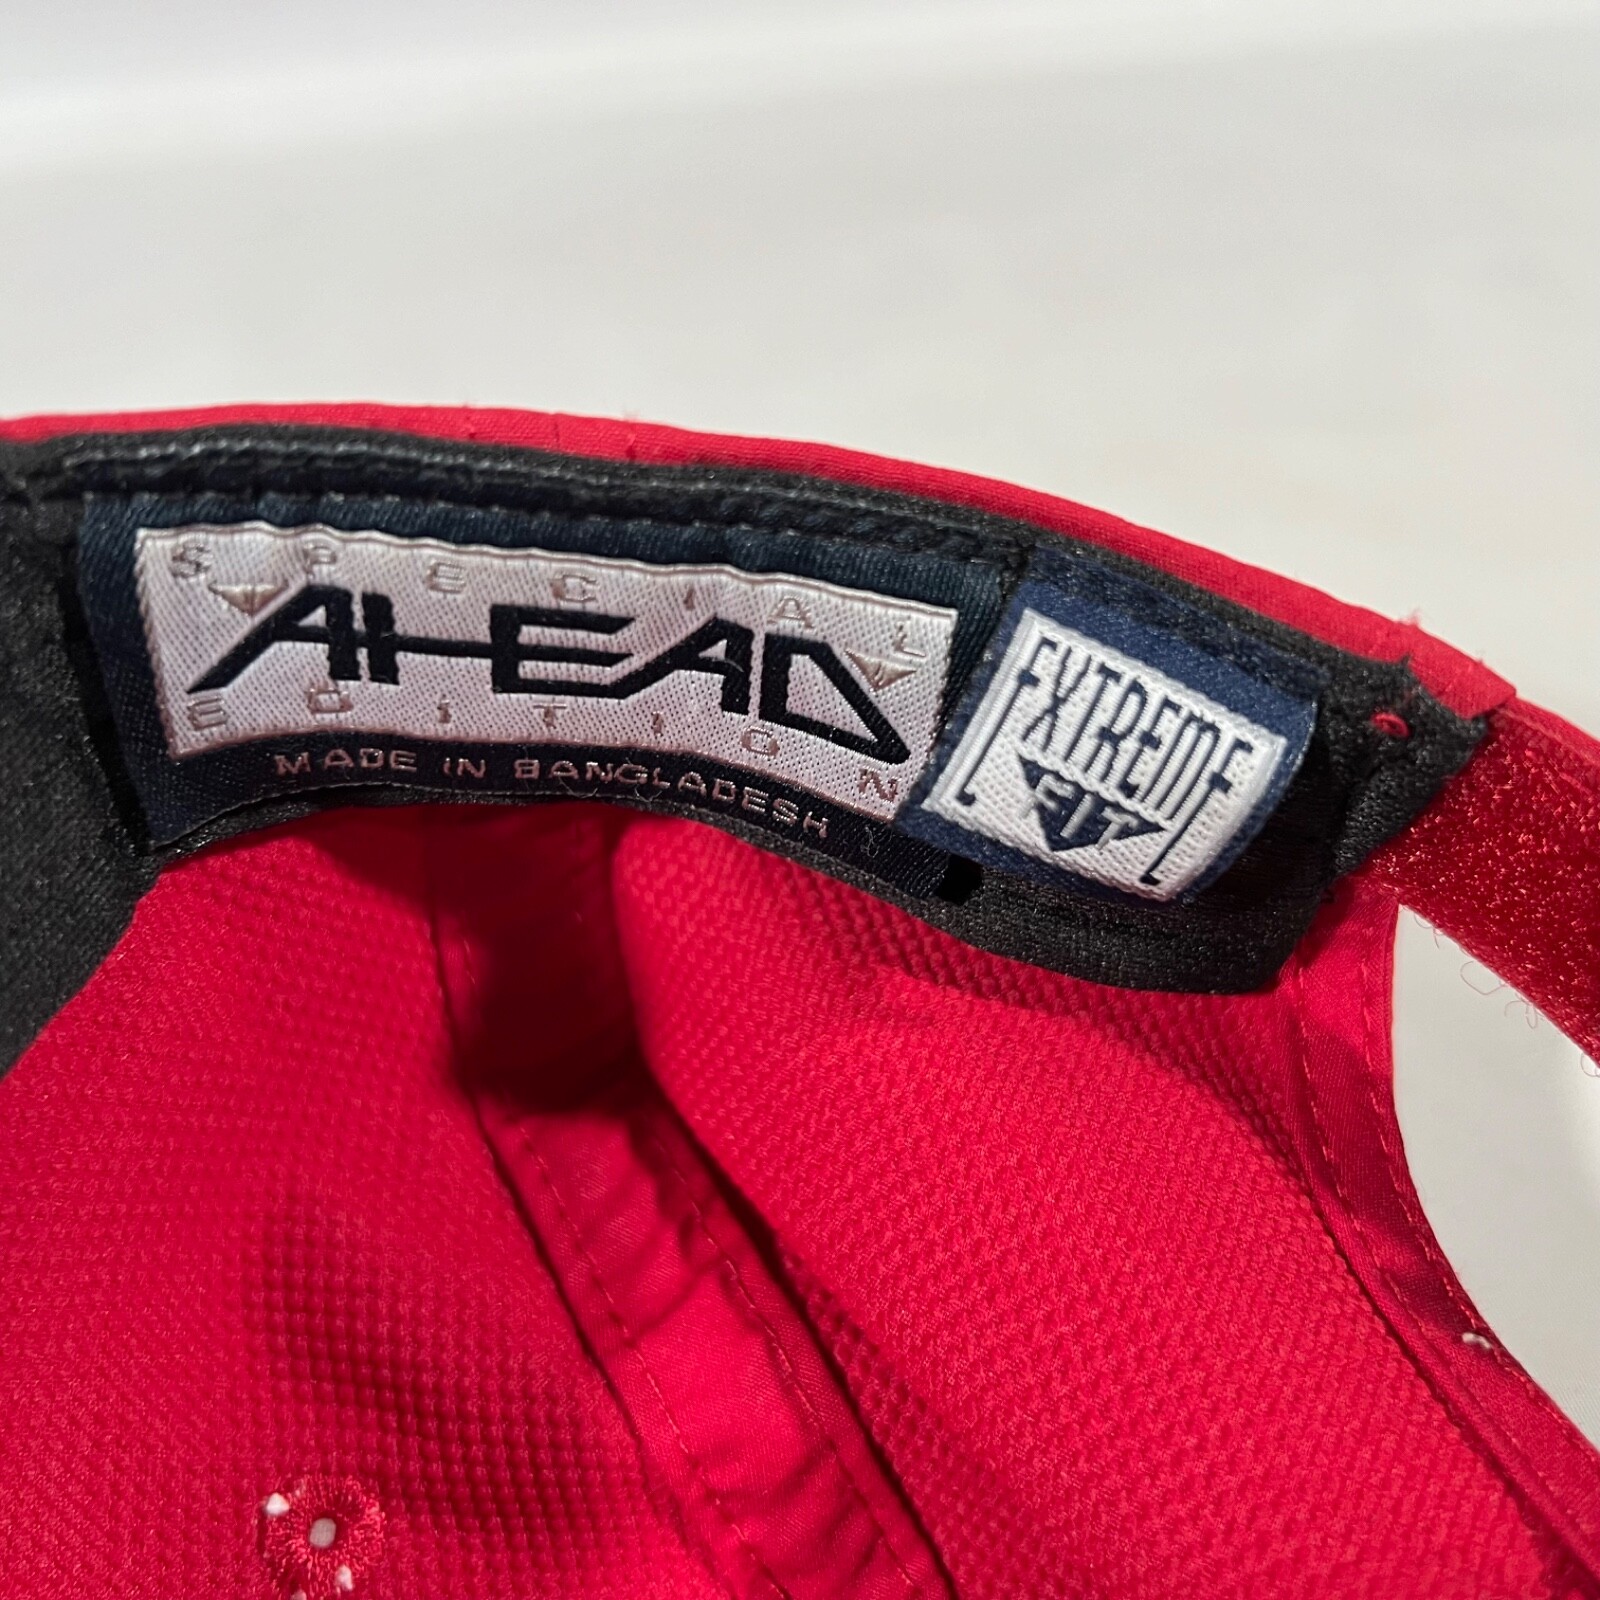 SPECIAL
AHEAD
EDITION
MADE IN BANGLADESH
EXTREME
FIT